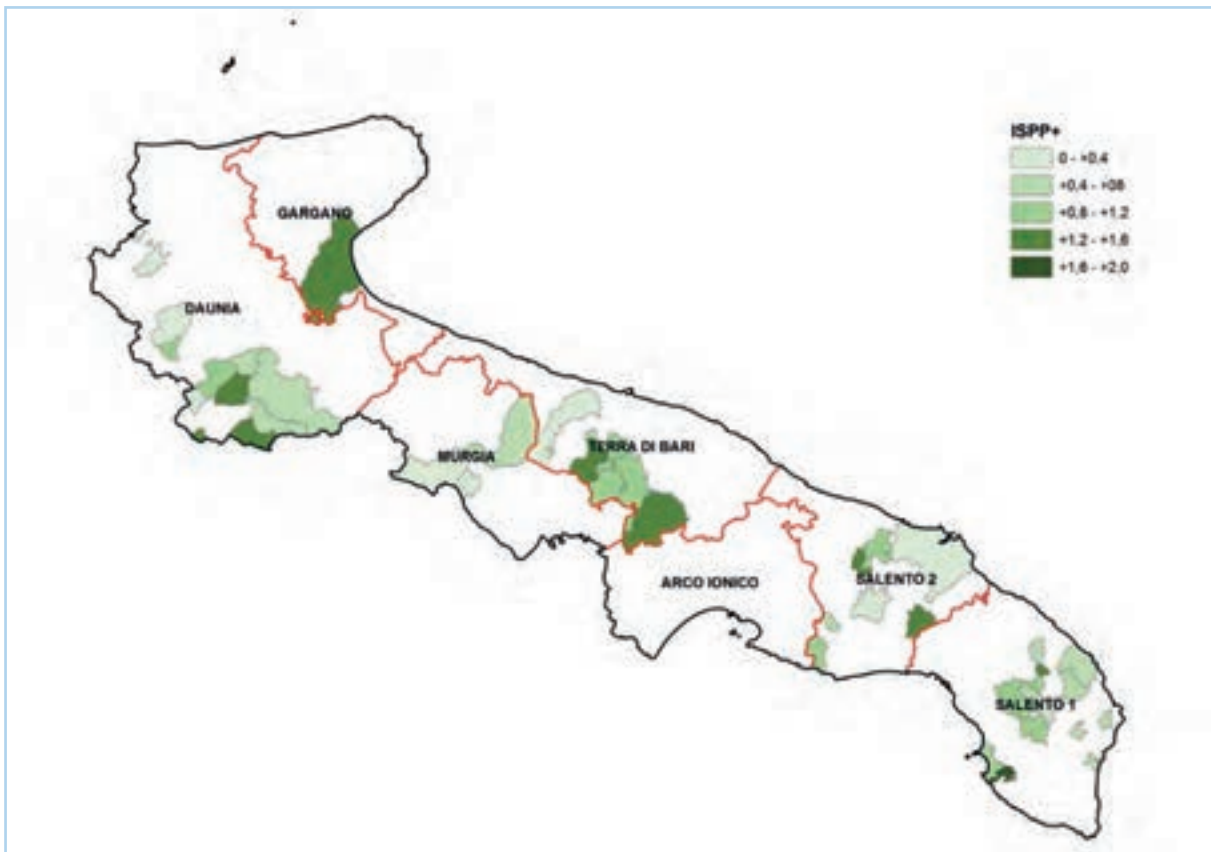 ISPP+
0 - +0.4
+0.4 - +08
+0.8 - +1.2
+1.2 - +1.6
+1.6 - +2.0
GARGANO
DAUNIA
MURGIA
TERRA DI BARI
ARCO IONICO
SALENTO 2
SALENTO 1